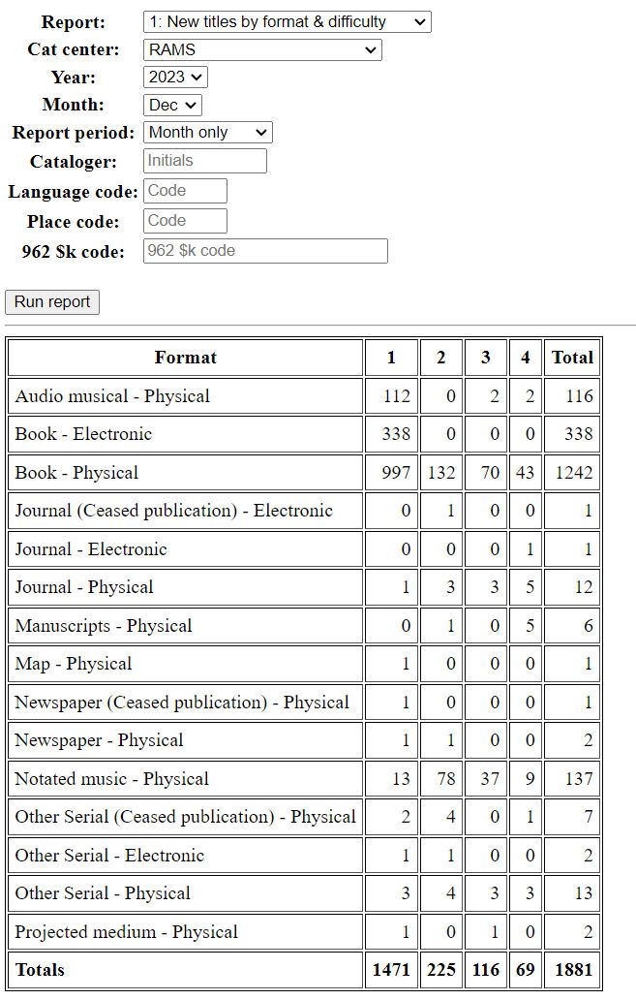 Report: 1: New titles by format & difficulty
Cat center: RAMS
Year: 2023
Month: Dec
Report period: Month only
Cataloger: Initials
Language code: Code
Place code: Code
962 $k code: 962 $k code
Run report
Format 1 2 3 4 Total
Audio musical - Physical 112 0 2 2 116
Book - Electronic 338 0 0 0 338
Book - Physical 997 132 70 43 1242
Journal (Ceased publication) - Electronic 0 1 0 0 1
Journal - Electronic 0 0 0 1 1
Journal - Physical 1 3 3 5 12
Manuscripts - Physical 0 1 0 5 6
Map - Physical 1 0 0 0 1
Newspaper (Ceased publication) - Physical 1 0 0 0 1
Newspaper - Physical 1 1 0 0 2
Notated music - Physical 13 78 37 9 137
Other Serial (Ceased publication) - Physical 2 4 0 1 7
Other Serial - Electronic 1 1 0 0 2
Other Serial - Physical 3 4 3 3 13
Projected medium - Physical 1 0 1 0 2
Totals 1471 225 116 69 1881